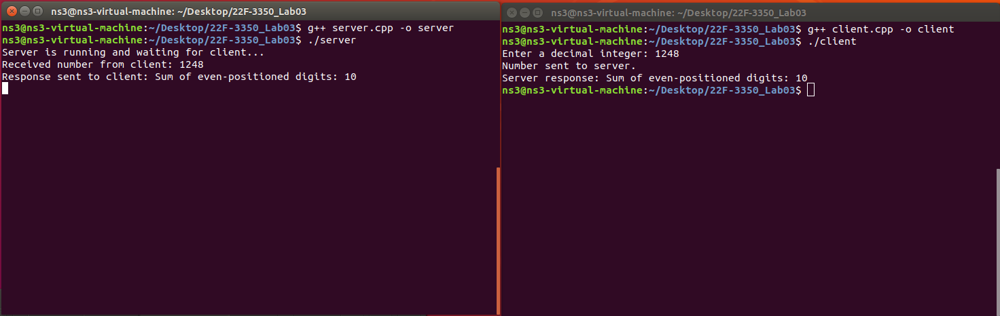 ns3@ns3-virtual-machine: ~/Desktop/22F-3350_Lab03
ns3@ns3-virtual-machine:~/Desktop/22F-3350_Lab03$ g++ server.cpp -o server
ns3@ns3-virtual-machine:~/Desktop/22F-3350_Lab03$ ./server
Server is running and waiting for client...
Received number from client: 1248
Response sent to client: Sum of even-positioned digits: 10
ns3@ns3-virtual-machine: ~/Desktop/22F-3350_Lab03
ns3@ns3-virtual-machine:~/Desktop/22F-3350_Lab03$ g++ client.cpp -o client
ns3@ns3-virtual-machine:~/Desktop/22F-3350_Lab03$ ./client
Enter a decimal integer: 1248
Number sent to server.
Server response: Sum of even-positioned digits: 10
ns3@ns3-virtual-machine:~/Desktop/22F-3350_Lab03$